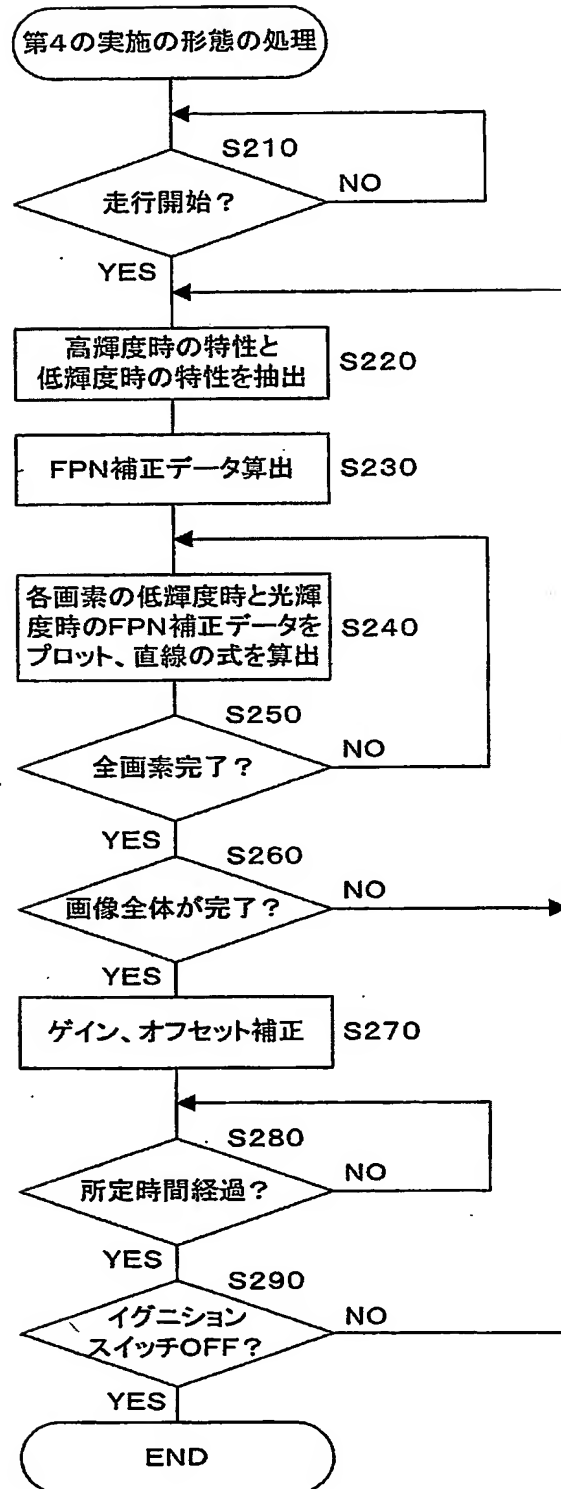 第4の実施の形態の処理
S210
走行開始?
NO
YES
高輝度時の特性と
低輝度時の特性を抽出
S220
FPN補正データ算出
S230
各画素の低輝度時と光輝
度時のFPN補正データを
プロット、直線の式を算出
S240
S250
全画素完了?
NO
YES
S260
画像全体が完了?
NO
YES
ゲイン、オフセット補正
S270
S280
所定時間経過?
NO
YES
S290
イグニション
スイッチOFF?
NO
YES
END